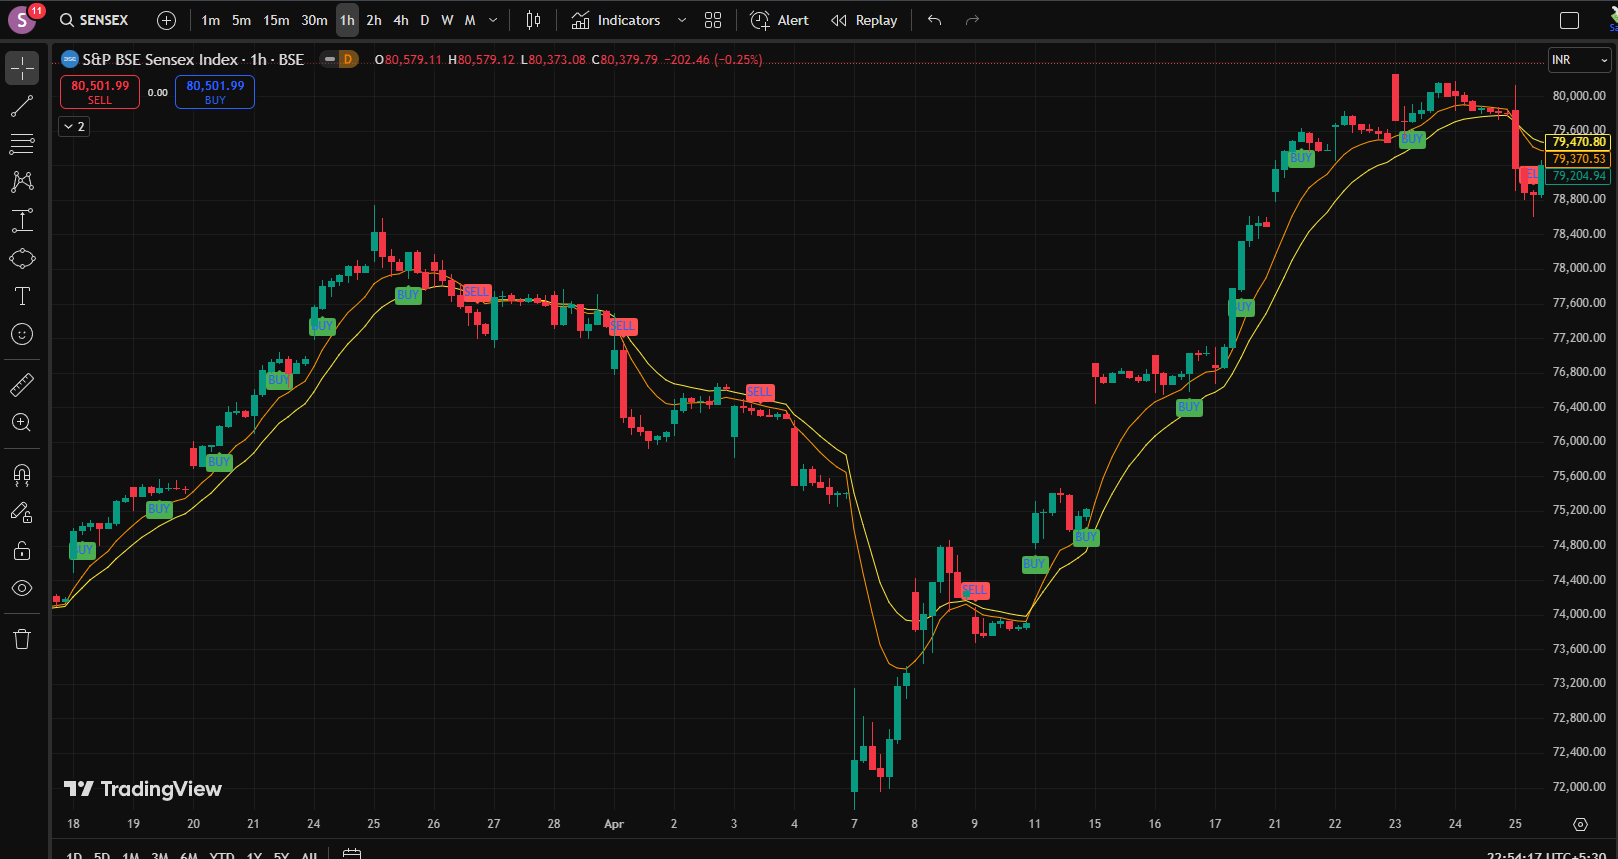 S 11 SENSEX 1m 5m 15m 30m 1h 2h 4h D W M Indicators Alert Replay
S&P BSE Sensex Index · 1h · BSE D O80,579.11 H80,579.12 L80,373.08 C80,379.79 −202.46 (−0.25%) INR
80,501.99 0.00 80,501.99
SELL BUY
2
80,000.00
79,600.00
79,470.80
79,370.53
79,204.94
78,800.00
78,400.00
78,000.00
77,600.00
77,200.00
76,800.00
76,400.00
76,000.00
75,600.00
75,200.00
74,800.00
74,400.00
74,000.00
73,600.00
73,200.00
72,800.00
72,400.00
72,000.00
BUY
BUY
BUY
BUY
BUY
BUY
SELL
SELL
SELL
SELL
BUY
BUY
BUY
BUY
BUY
BUY
TradingView
18 19 20 21 24 25 26 27 28 Apr 2 3 4 7 8 9 11 15 16 17 21 22 23 24 25
1D 5D 1M 3M 6M YTD 1Y 5Y All 22:54:17 UTC+5:30